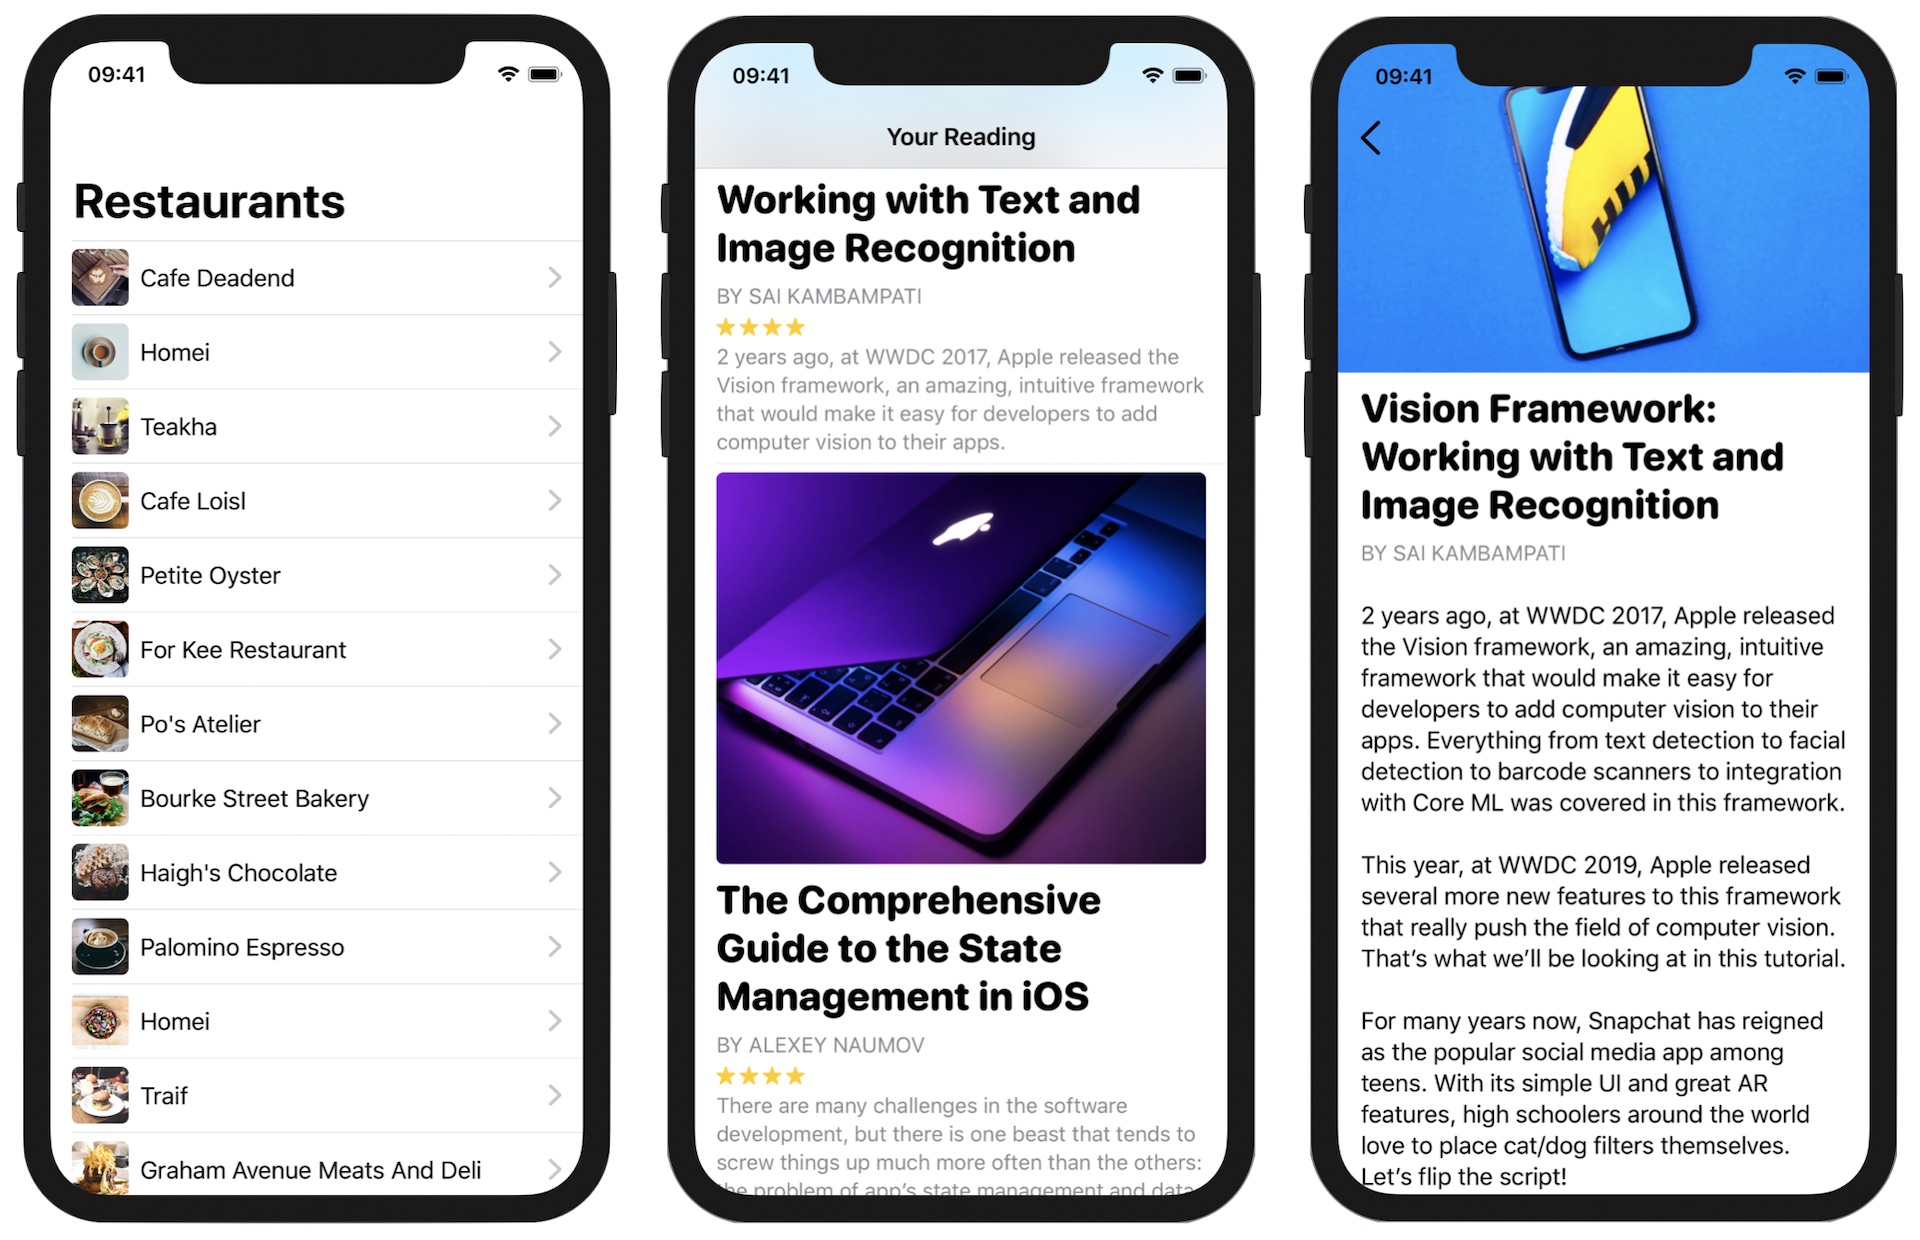 09:41
Restaurants
Cafe Deadend
Homei
Teakha
Cafe Loisl
Petite Oyster
For Kee Restaurant
Po's Atelier
Bourke Street Bakery
Haigh's Chocolate
Palomino Espresso
Homei
Traif
Graham Avenue Meats And Deli
09:41
Your Reading
Working with Text and
Image Recognition
BY SAI KAMBAMPATI
2 years ago, at WWDC 2017, Apple released the
Vision framework, an amazing, intuitive framework
that would make it easy for developers to add
computer vision to their apps.
The Comprehensive
Guide to the State
Management in iOS
BY ALEXEY NAUMOV
There are many challenges in the software
development, but there is one beast that tends to
screw things up much more often than the others:
the problem of app's state management and data
09:41
Vision Framework:
Working with Text and
Image Recognition
BY SAI KAMBAMPATI
2 years ago, at WWDC 2017, Apple released
the Vision framework, an amazing, intuitive
framework that would make it easy for
developers to add computer vision to their
apps. Everything from text detection to facial
detection to barcode scanners to integration
with Core ML was covered in this framework.
This year, at WWDC 2019, Apple released
several more new features to this framework
that really push the field of computer vision.
That’s what we’ll be looking at in this tutorial.
For many years now, Snapchat has reigned
as the popular social media app among
teens. With its simple UI and great AR
features, high schoolers around the world
love to place cat/dog filters themselves.
Let’s flip the script!